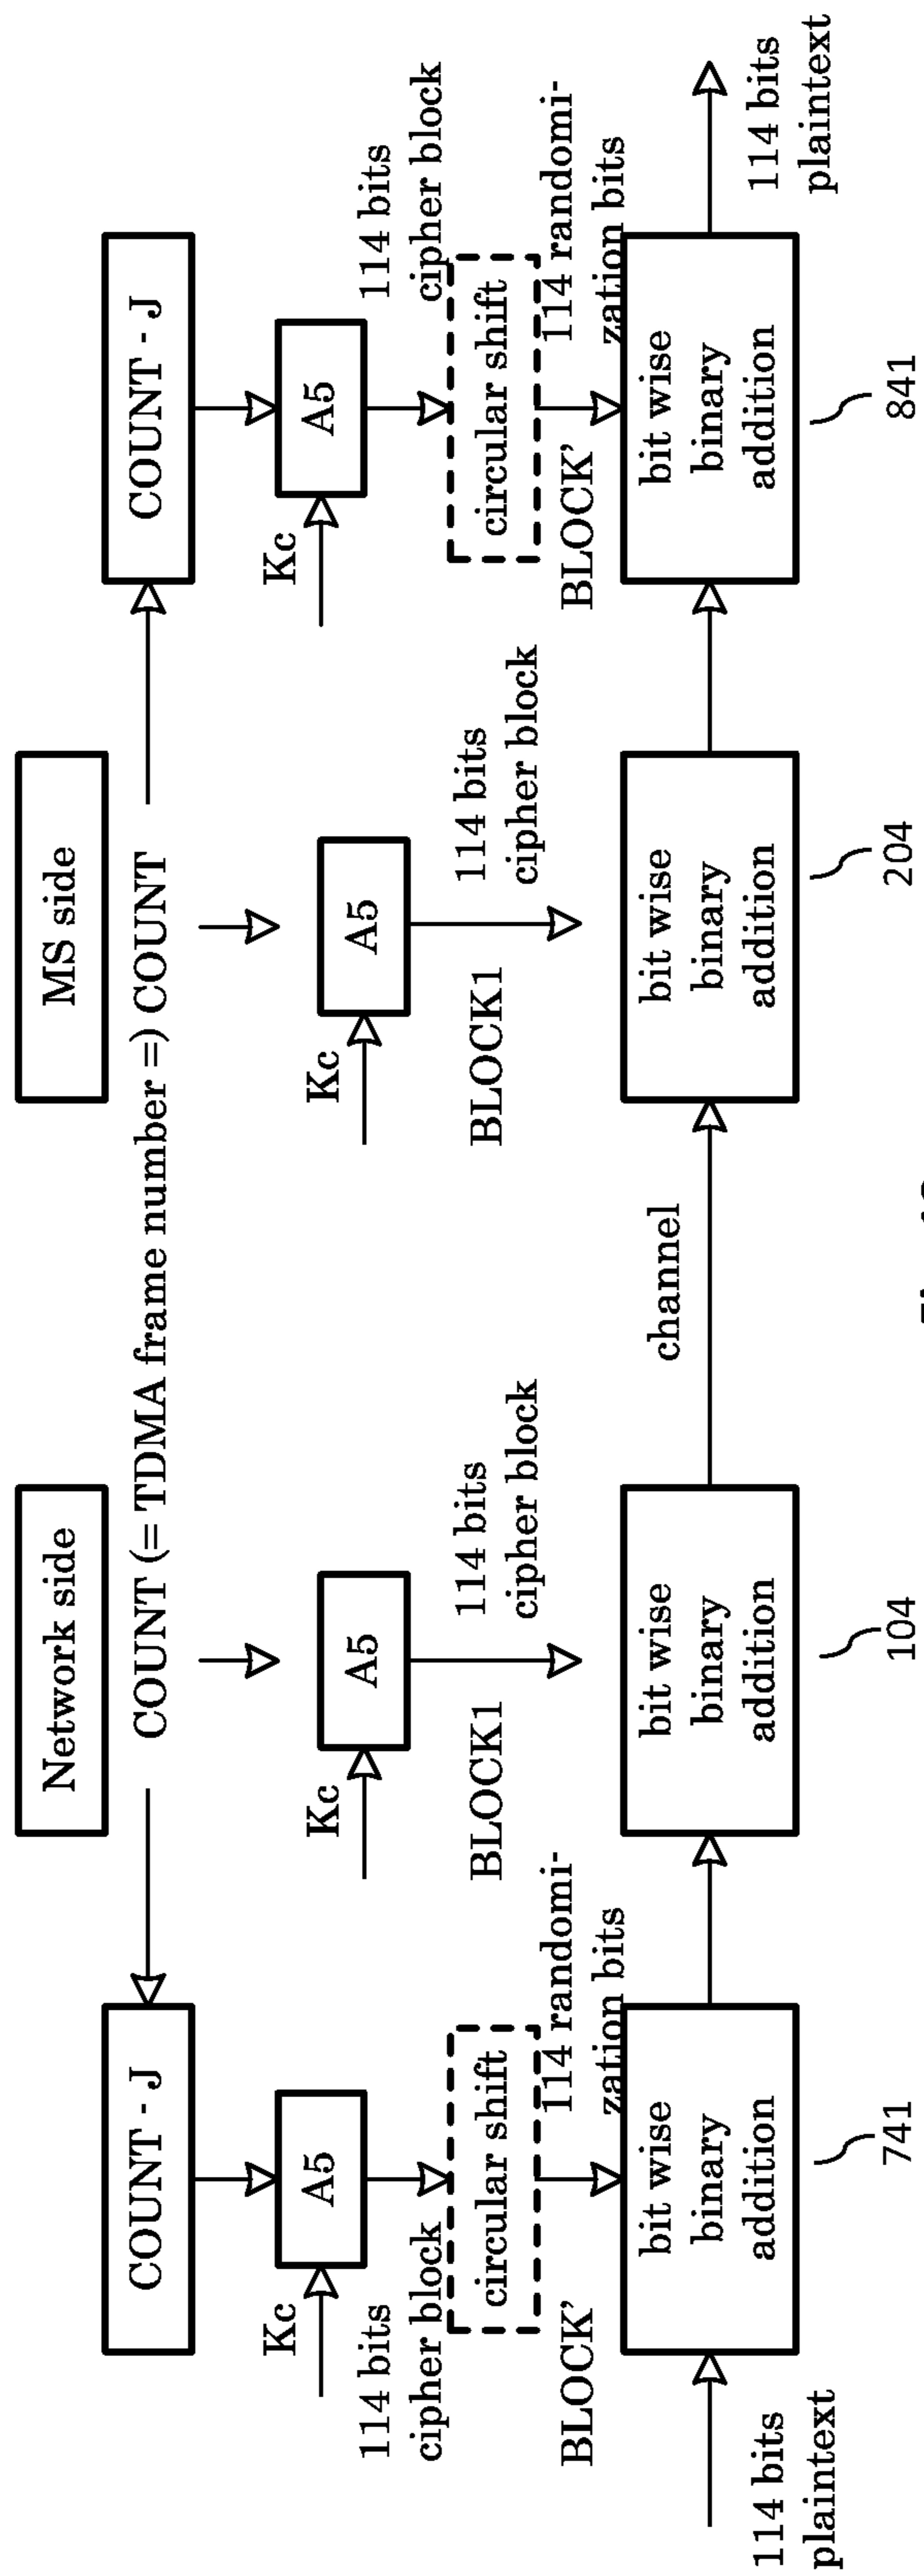 Network side
MS side
COUNT - J
COUNT (= TDMA frame number =) COUNT
COUNT - J
Kc
A5
114 bits
cipher block
circular shift
114 randomi-
zation bits
BLOCK'
Kc
A5
114 bits
cipher block
BLOCK1
Kc
A5
114 bits
cipher block
BLOCK1
Kc
A5
114 bits
cipher block
circular shift
114 randomi-
zation bits
BLOCK'
114 bits
plaintext
bit wise
binary
addition
741
bit wise
binary
addition
104
channel
bit wise
binary
addition
204
bit wise
binary
addition
841
114 bits
plaintext